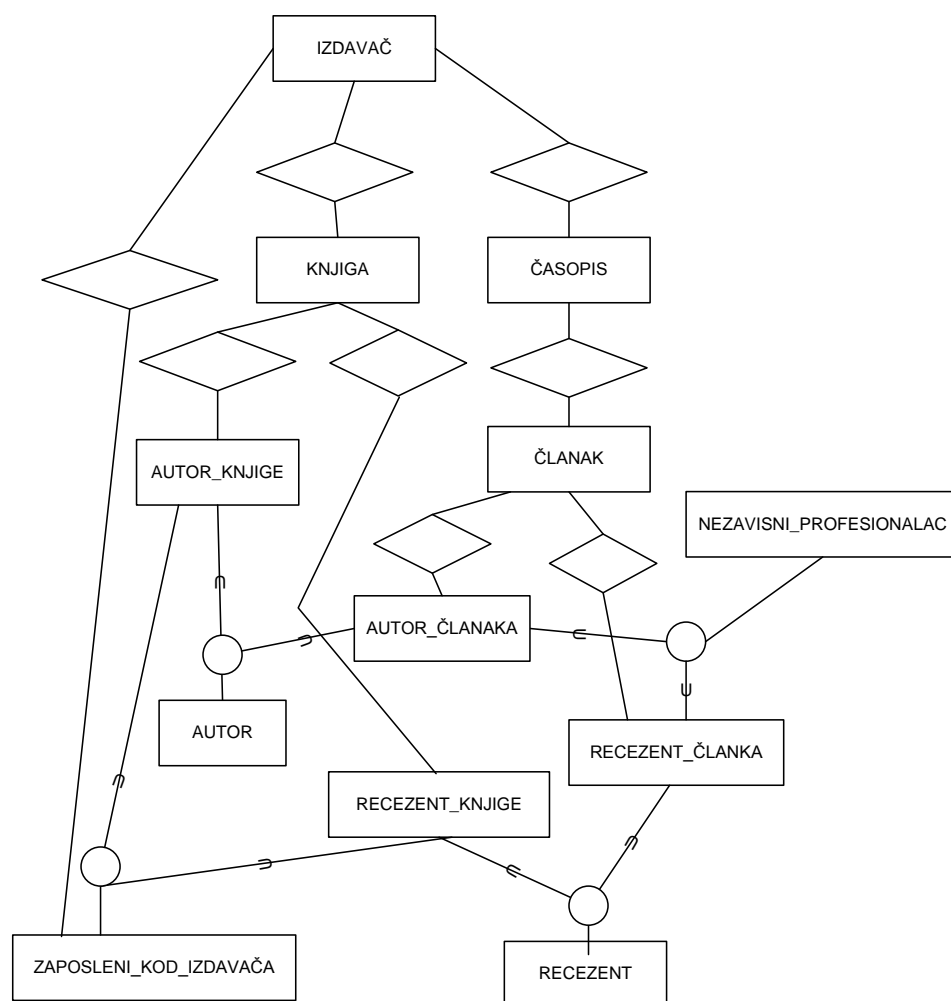 IZDAVAČ
KNJIGA
ČASOPIS
AUTOR_KNJIGE
ČLANAK
NEZAVISNI_PROFESIONALAC
AUTOR_ČLANAKA
AUTOR
RECEZENT_ČLANKA
RECEZENT_KNJIGE
ZAPOSLENI_KOD_IZDAVAČA
RECEZENT